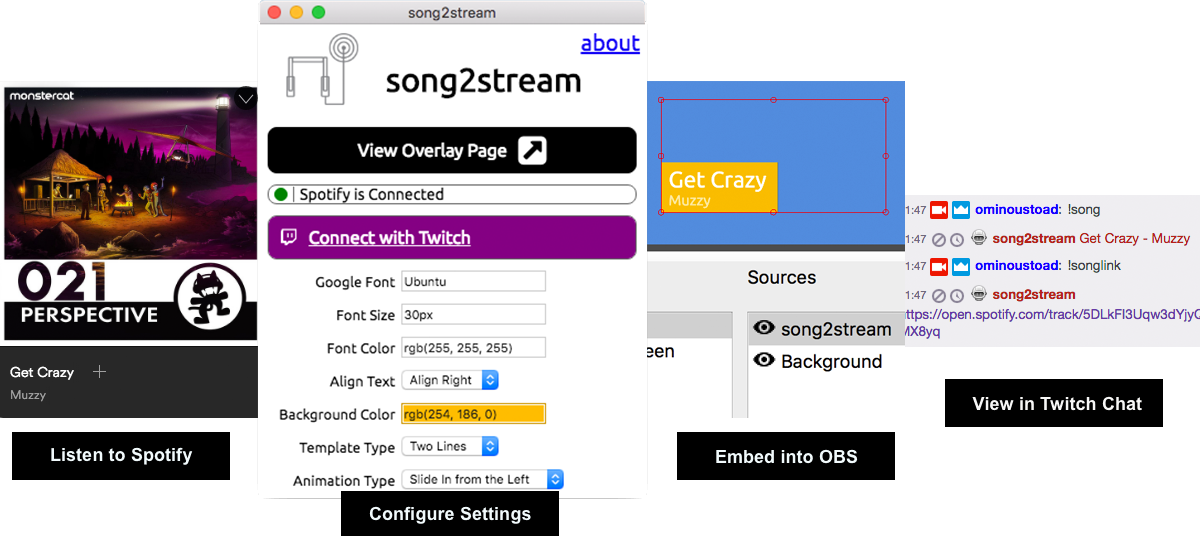 monstercat
021
PERSPECTIVE
Get Crazy
Muzzy
Listen to Spotify
song2stream
about
song2stream
View Overlay Page
Spotify is Connected
Connect with Twitch
Google Font Ubuntu
Font Size 30px
Font Color rgb(255, 255, 255)
Align Text Align Right
Background Color rgb(254, 186, 0)
Template Type Two Lines
Animation Type Slide In from the Left
Configure Settings
Get Crazy
Muzzy
Sources
een
song2stream
Background
Embed into OBS
1:47 ominoustoad: !song
1:47 song2stream Get Crazy - Muzzy
1:47 ominoustoad: !songlink
1:47 song2stream
ttps://open.spotify.com/track/5DLkFI3Uqw3dYjyQ
MX8yq
View in Twitch Chat